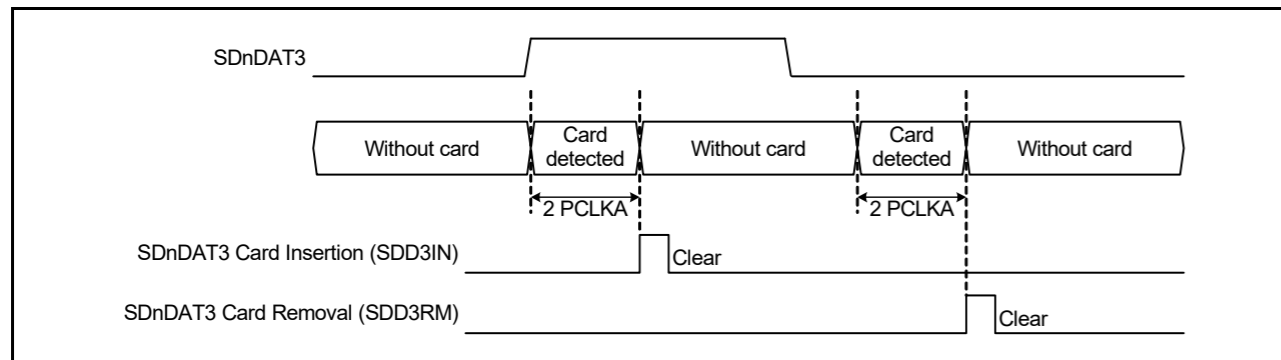 SDnDAT3
Without card
Card
detected
Without card
Card
detected
Without card
2 PCLKA
2 PCLKA
SDnDAT3 Card Insertion (SDD3IN)
Clear
SDnDAT3 Card Removal (SDD3RM)
Clear